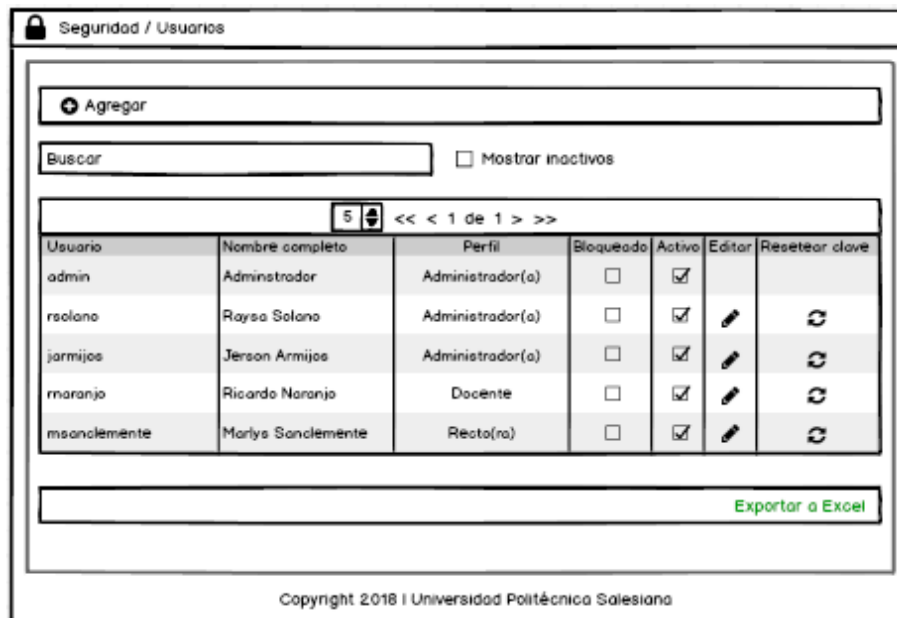 Seguridad / Usuarios
Agregar
Buscar Mostrar inactivos
5 << < 1 de 1 > >>
Usuario Nombre completo Perfil Bloqueado Activo Editar Resetear clave
admin Adminstrador Administrador(a)
rsolano Raysa Solano Administrador(a)
jarmijos Jerson Armijos Administrador(a)
rnaranjo Ricardo Naranjo Docente
msanclemente Marlys Sanclemente Recto(ra)
Exportar a Excel
Copyright 2018 | Universidad Politécnica Salesiana